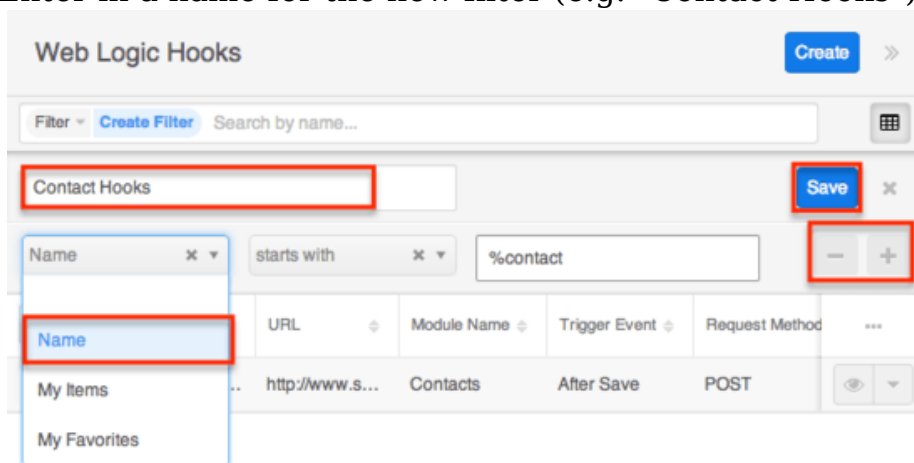 Enter in a name for the new filter (e.g. "Contact Hooks")
Web Logic Hooks Create »
Filter Create Filter Search by name...
Contact Hooks Save ×
Name × starts with × %contact − +
URL Module Name Trigger Event Request Method ...
Name
.. http://www.s... Contacts After Save POST
My Items
My Favorites